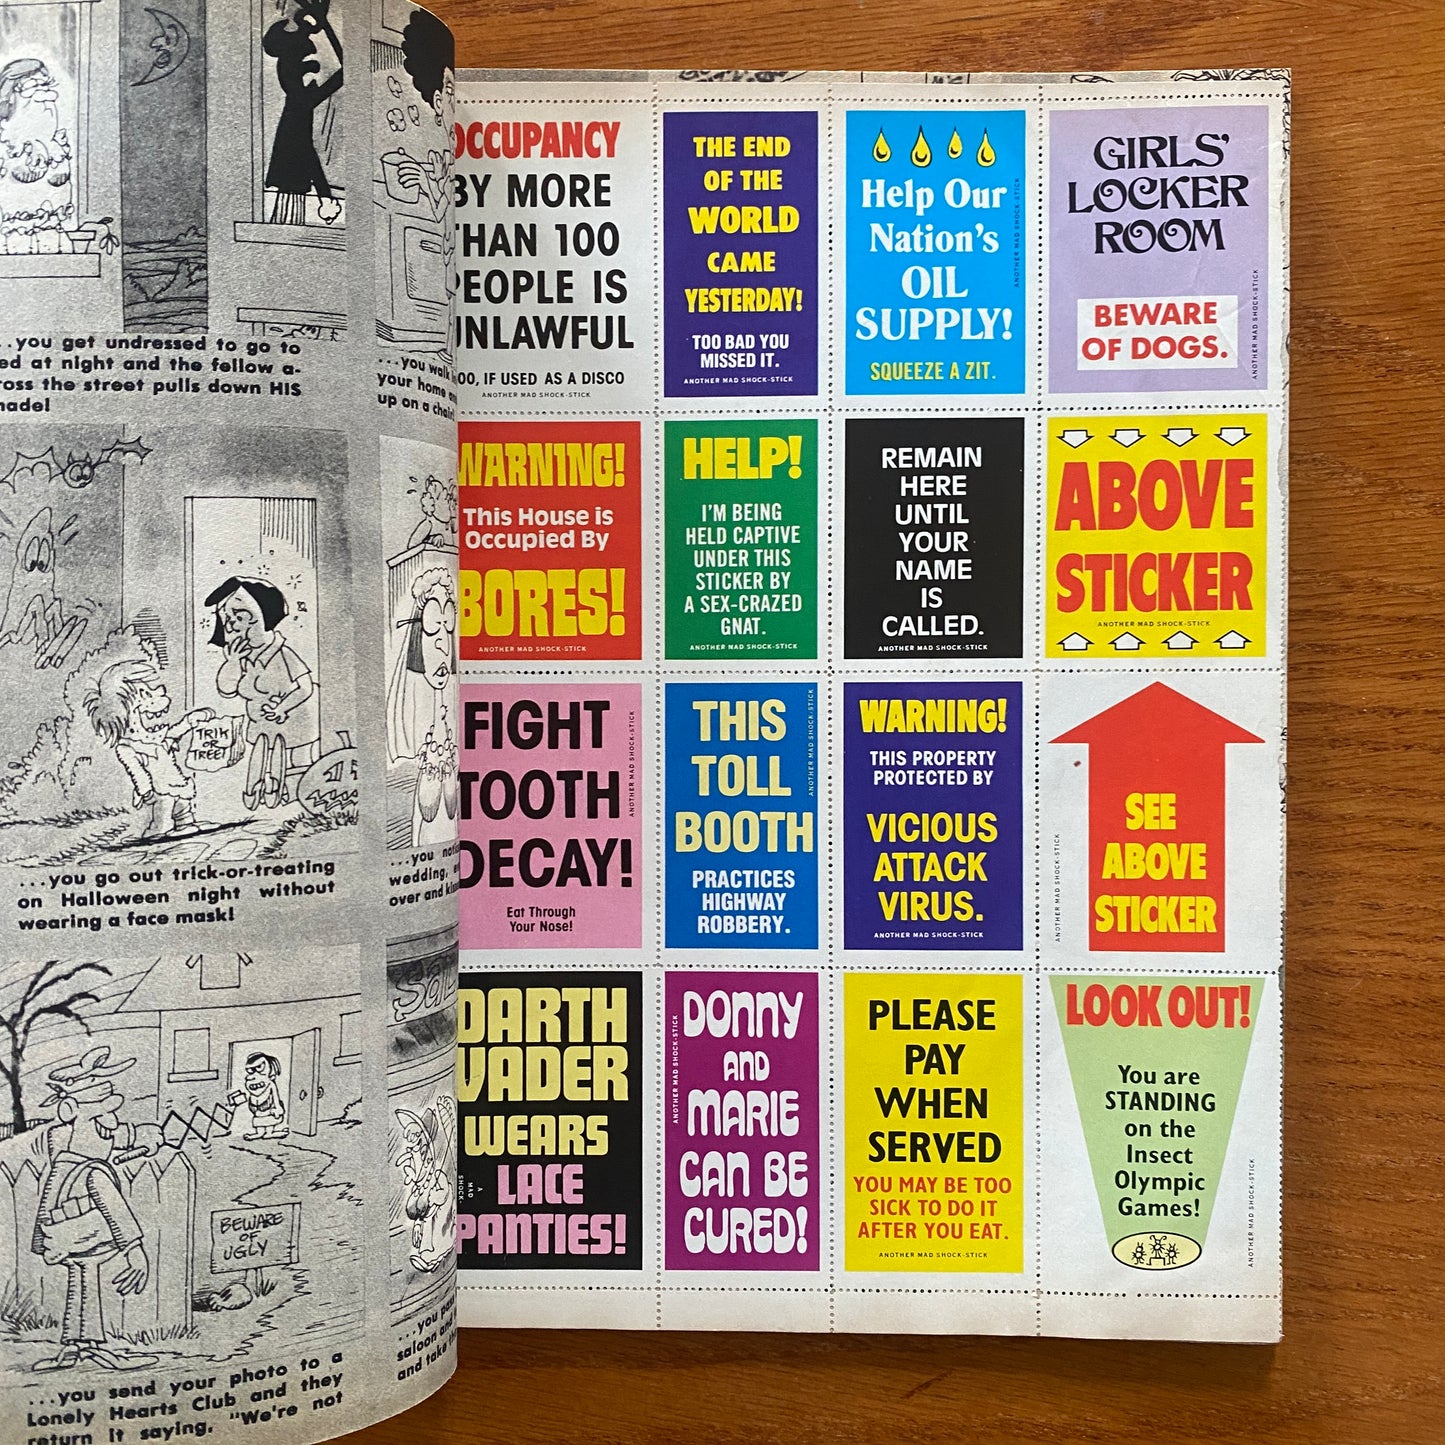 ..you get undressed to go to
ed at night and the fellow a-
ross the street pulls down HIS
hade!
...you walk
your home
up on a chair!
TRIK
OR
TREET
...you go out trick-or-treating
on Halloween night without
wearing a face mask!
...you
wedding,
over and
BEWARE
OF
UGLY
...you send your photo to a
Lonely Hearts Club and they
return it saying, "We're not
SALE
...you
saloon and
and take
OCCUPANCY
BY MORE
THAN 100
PEOPLE IS
UNLAWFUL
OO, IF USED AS A DISCO
ANOTHER MAD SHOCK-STICK
THE END
OF THE
WORLD
CAME
YESTERDAY!
TOO BAD YOU
MISSED IT.
ANOTHER MAD SHOCK-STICK
Help Our
Nation's
OIL
SUPPLY!
SQUEEZE A ZIT.
ANOTHER MAD SHOCK-STICK
GIRLS'
LOCKER
ROOM
BEWARE
OF DOGS.
ANOTHER MAD SHOCK-STICK
WARNING!
This House is
Occupied By
BORES!
ANOTHER MAD SHOCK-STICK
HELP!
I'M BEING
HELD CAPTIVE
UNDER THIS
STICKER BY
A SEX-CRAZED
GNAT.
ANOTHER MAD SHOCK-STICK
REMAIN
HERE
UNTIL
YOUR
NAME
IS
CALLED.
ANOTHER MAD SHOCK-STICK
ABOVE
STICKER
ANOTHER MAD SHOCK-STICK
FIGHT
TOOTH
DECAY!
Eat Through
Your Nose!
ANOTHER MAD SHOCK-STICK
THIS
TOLL
BOOTH
PRACTICES
HIGHWAY
ROBBERY.
ANOTHER MAD SHOCK-STICK
WARNING!
THIS PROPERTY
PROTECTED BY
VICIOUS
ATTACK
VIRUS.
ANOTHER MAD SHOCK-STICK
SEE
ABOVE
STICKER
ANOTHER MAD SHOCK-STICK
DARTH
VADER
WEARS
LACE
PANTIES!
A MAD SHOCK-
DONNY
AND
MARIE
CAN BE
CURED!
ANOTHER MAD SHOCK-STICK
PLEASE
PAY
WHEN
SERVED
YOU MAY BE TOO
SICK TO DO IT
AFTER YOU EAT.
ANOTHER MAD SHOCK-STICK
LOOK OUT!
You are
STANDING
on the
Insect
Olympic
Games!
ANOTHER MAD SHOCK-STICK